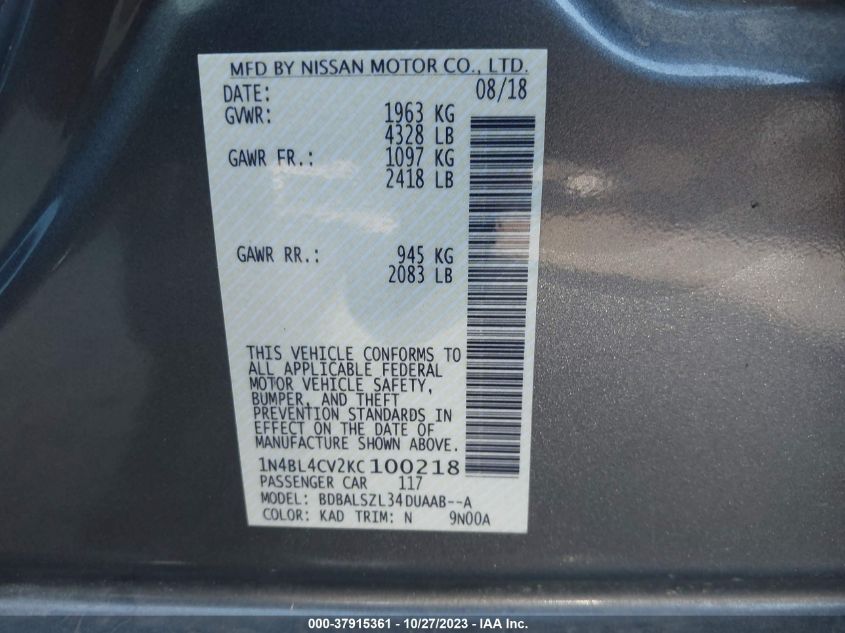 MFD BY NISSAN MOTOR CO., LTD.
DATE: 08/18
GVWR: 1963 KG
4328 LB
GAWR FR.: 1097 KG
2418 LB
GAWR RR.: 945 KG
2083 LB
THIS VEHICLE CONFORMS TO
ALL APPLICABLE FEDERAL
MOTOR VEHICLE SAFETY,
BUMPER, AND THEFT
PREVENTION STANDARDS IN
EFFECT ON THE DATE OF
MANUFACTURE SHOWN ABOVE.
1N4BL4CV2KC100218
PASSENGER CAR 117
MODEL: BDBALSZL34DUAAB--A
COLOR: KAD TRIM: N 9N00A
000-37915361 - 10/27/2023 - IAA Inc.